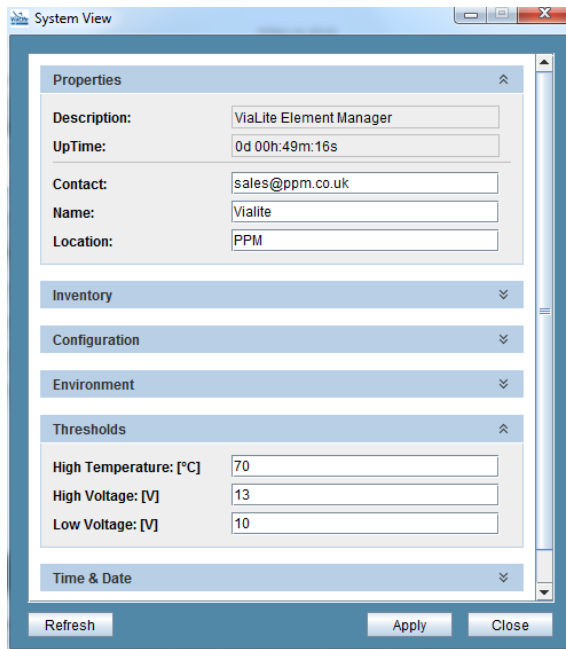 System View
Properties
Description: ViaLite Element Manager
UpTime: 0d 00h:49m:16s
Contact: sales@ppm.co.uk
Name: Vialite
Location: PPM
Inventory
Configuration
Environment
Thresholds
High Temperature: [°C] 70
High Voltage: [V] 13
Low Voltage: [V] 10
Time & Date
Refresh Apply Close